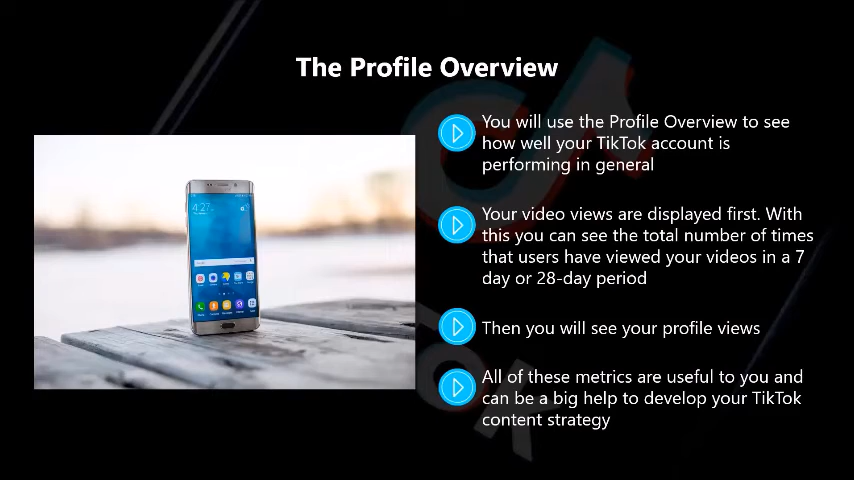 The Profile Overview
You will use the Profile Overview to see
how well your TikTok account is
performing in general
Your video views are displayed first. With
this you can see the total number of times
that users have viewed your videos in a 7
day or 28-day period
Then you will see your profile views
All of these metrics are useful to you and
can be a big help to develop your TikTok
content strategy
4:27